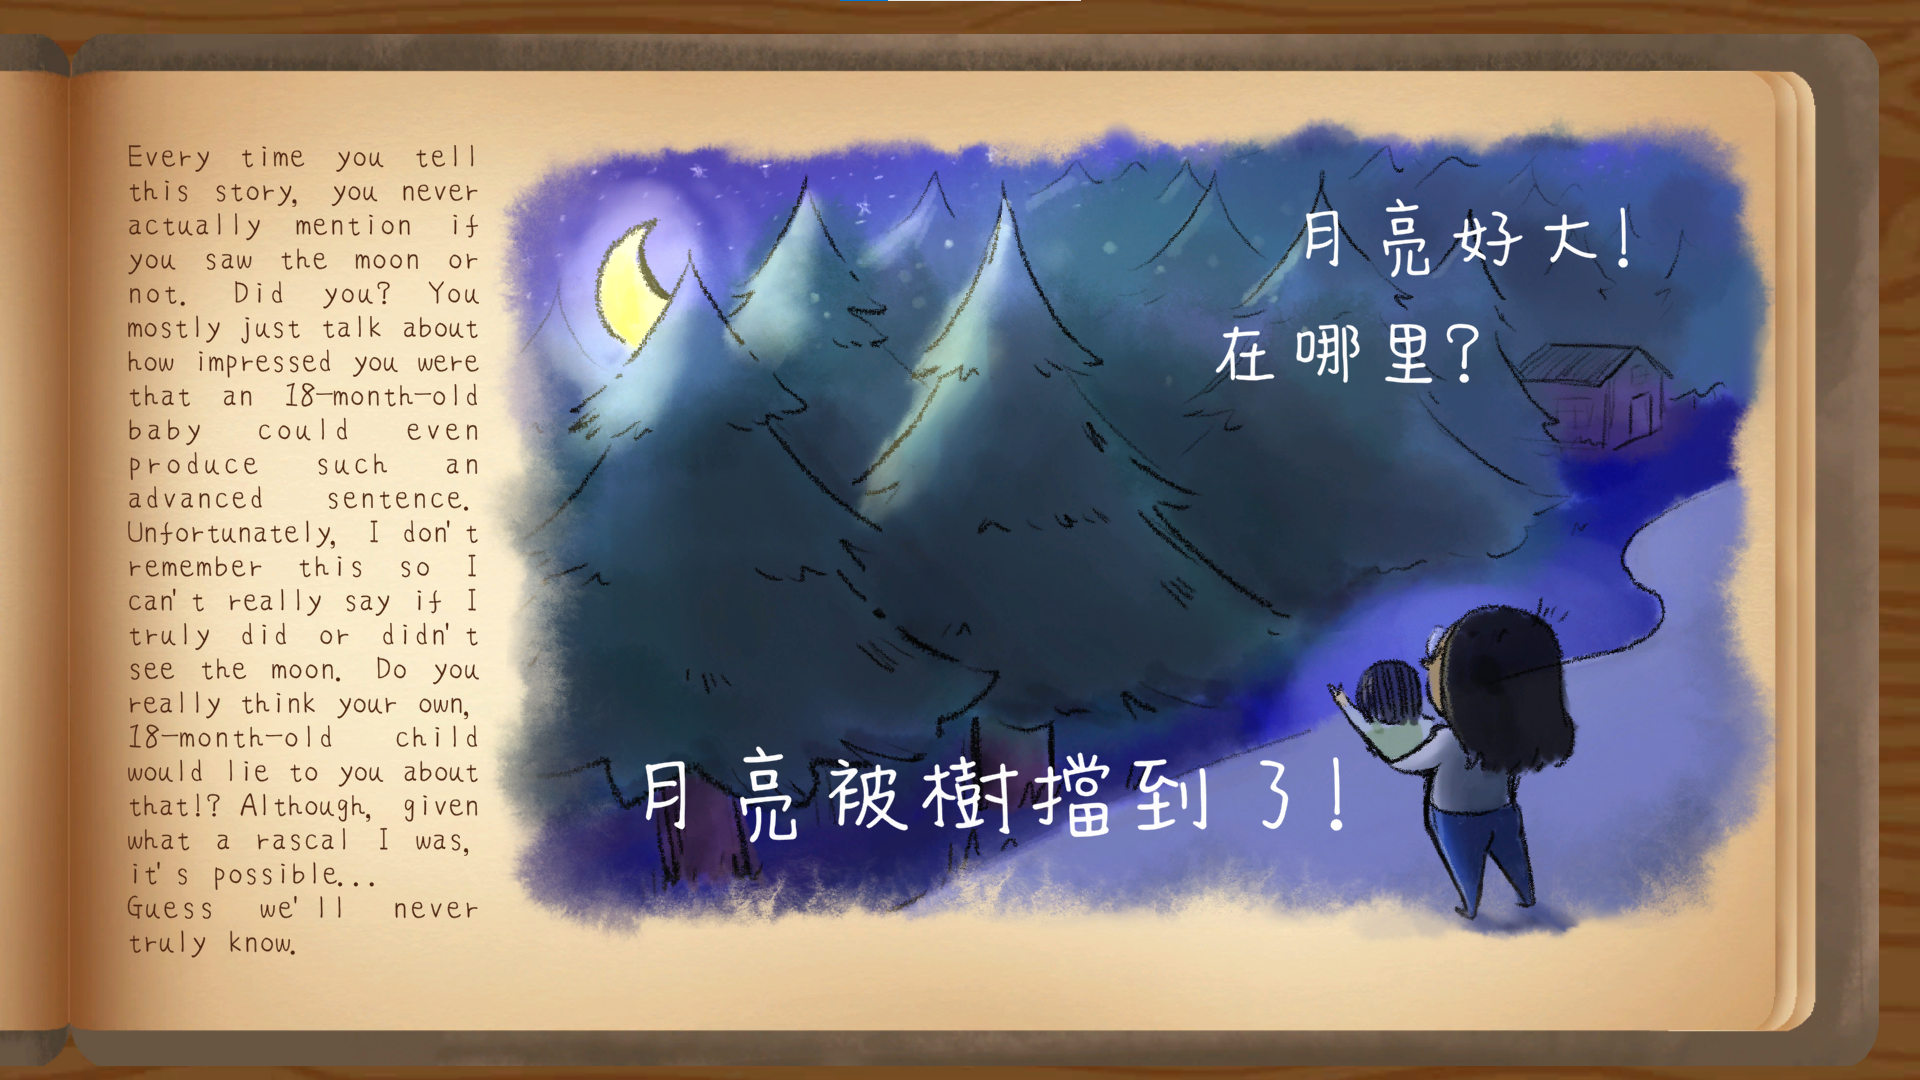 Every time you tell
this story, you never
actually mention if
you saw the moon or
not. Did you? You
mostly just talk about
how impressed you were
that an 18-month-old
baby could even
produce such an
advanced sentence.
Unfortunately, I don't
remember this so I
can't really say if I
truly did or didn't
see the moon. Do you
really think your own,
18-month-old child
would lie to you about
that!? Although, given
what a rascal I was,
it's possible...
Guess we'll never
truly know.
月亮好大!
在哪里?
月亮被樹擋到了!